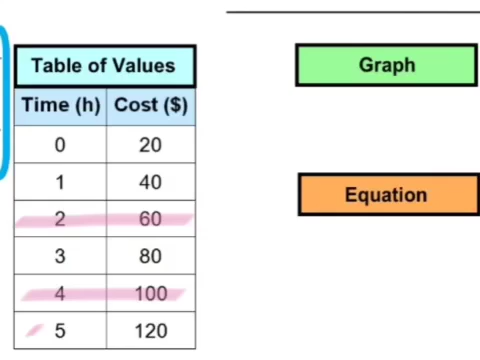 Table of Values
Time (h) Cost ($)
0 20
1 40
2 60
3 80
4 100
5 120
Graph
Equation